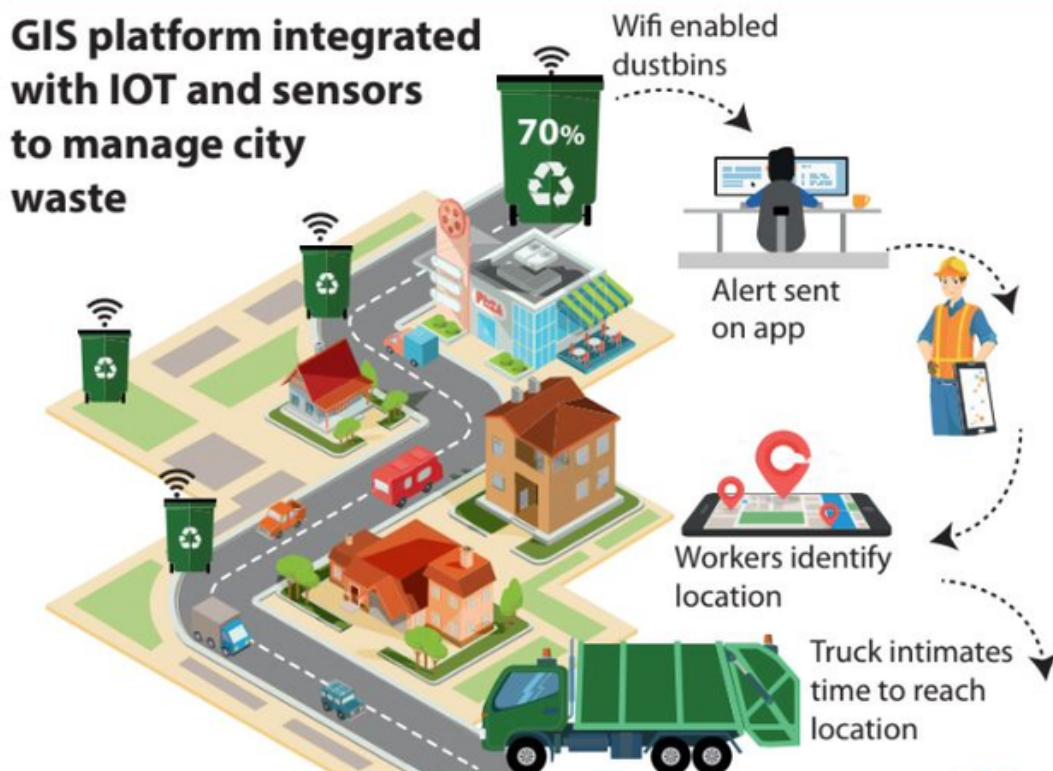 GIS platform integrated
with IOT and sensors
to manage city
waste
Wifi enabled
dustbins
70%
Alert sent
on app
PIZZA
Workers identify
location
Truck intimates
time to reach
location